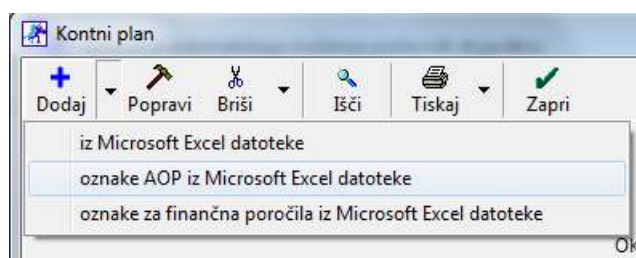 Kontni plan
Dodaj Popravi Briši Išči Tiskaj Zapri
iz Microsoft Excel datoteke
oznake AOP iz Microsoft Excel datoteke
oznake za finančna poročila iz Microsoft Excel datoteke
Ok